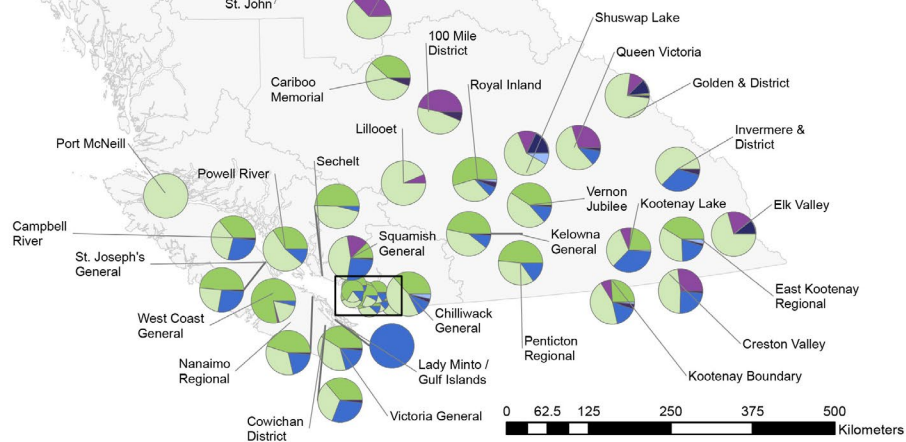 St. John
Shuswap Lake
100 Mile
District
Queen Victoria
Cariboo
Memorial
Royal Inland
Golden & District
Lillooet
Invermere &
District
Port McNeill
Sechelt
Powell River
Vernon
Jubilee
Kootenay Lake
Elk Valley
Campbell
River
Squamish
General
Kelowna
General
St. Joseph's
General
East Kootenay
Regional
West Coast
General
Chilliwack
General
Penticton
Regional
Creston Valley
Nanaimo
Regional
Lady Minto /
Gulf Islands
Kootenay Boundary
Cowichan
District
Victoria General
0 62.5 125 250 375 500
Kilometers